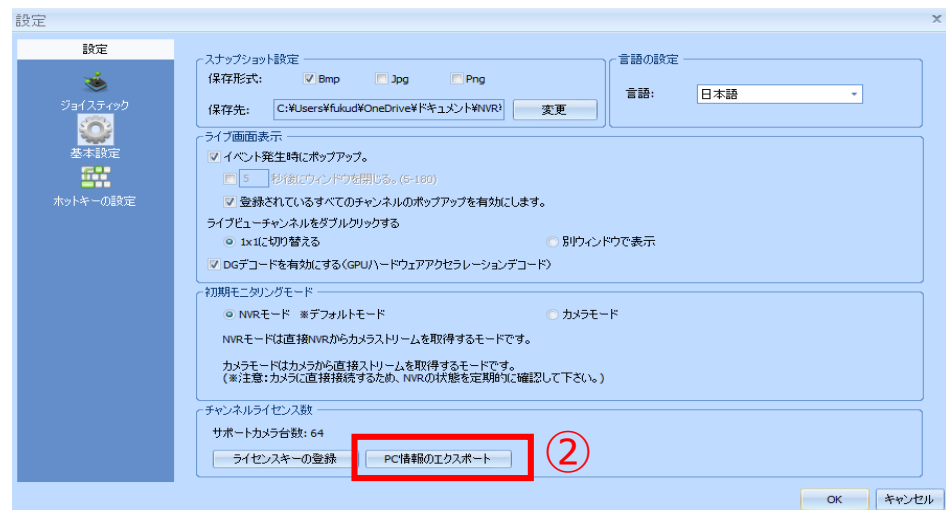 設定
x
設定
ジョイスティック
基本設定
ホットキーの設定
スナップショット設定
保存形式: Bmp Jpg Png
保存先: C:¥Users¥fukud¥OneDrive¥ドキュメント¥NVR 変更
言語の設定
言語: 日本語
ライブ画面表示
イベント発生時にポップアップ。
5 秒後にウィンドウを閉じる。(5-180)
登録されているすべてのチャンネルのポップアップを有効にします。
ライブビューチャンネルをダブルクリックする
1x1に切り替える 別ウィンドウで表示
DGデコードを有効にする(GPUハードウェアアクセラレーションデコード)
初期モニタリングモード
NVRモード ※デフォルトモード カメラモード
NVRモードは直接NVRからカメラストリームを取得するモードです。
カメラモードはカメラから直接ストリームを取得するモードです。
(※注意:カメラに直接接続するため、NVRの状態を定期的に確認して下さい。)
チャンネルライセンス数
サポートカメラ台数: 64
ライセンスキーの登録 PC情報のエクスポート ②
OK キャンセル